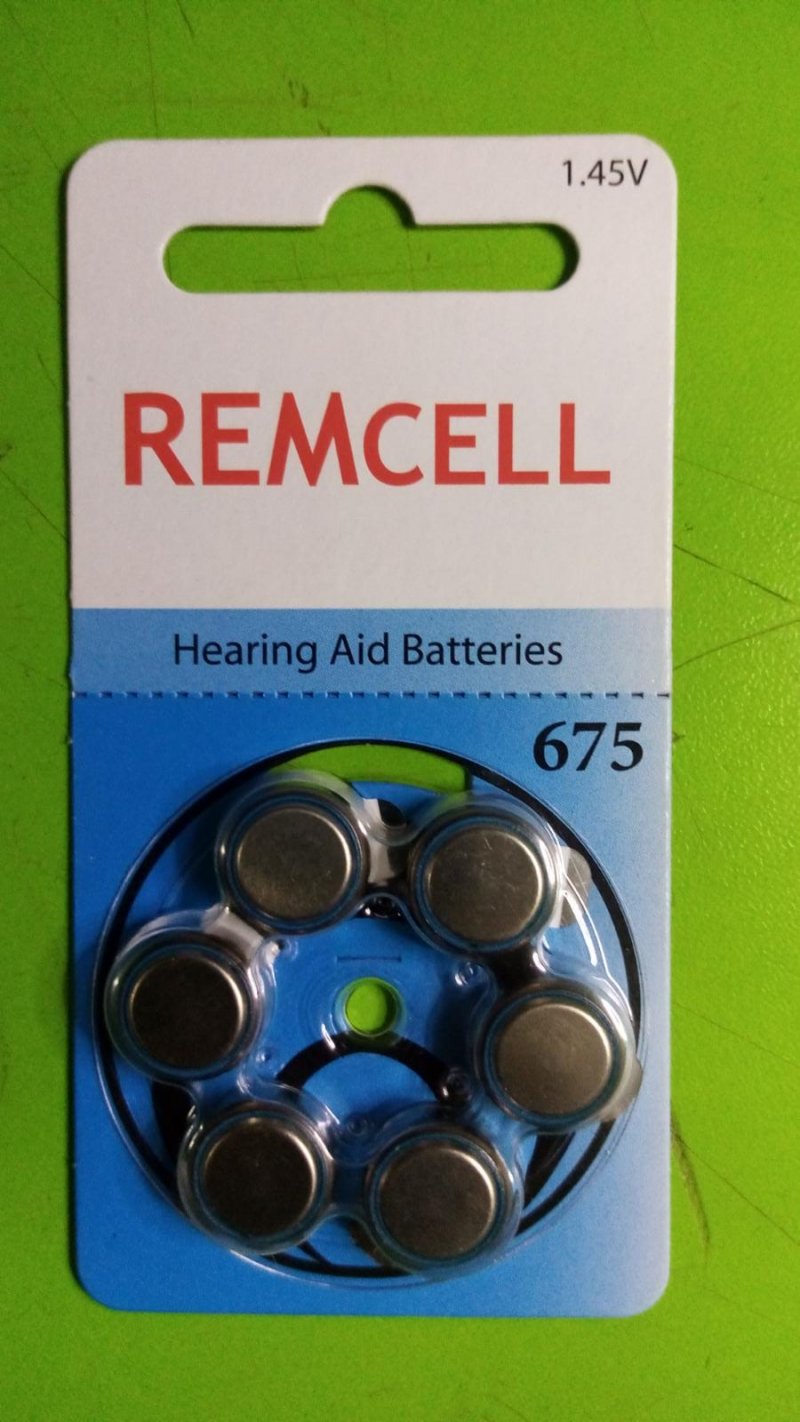 1.45V
REMCELL
Hearing Aid Batteries
675